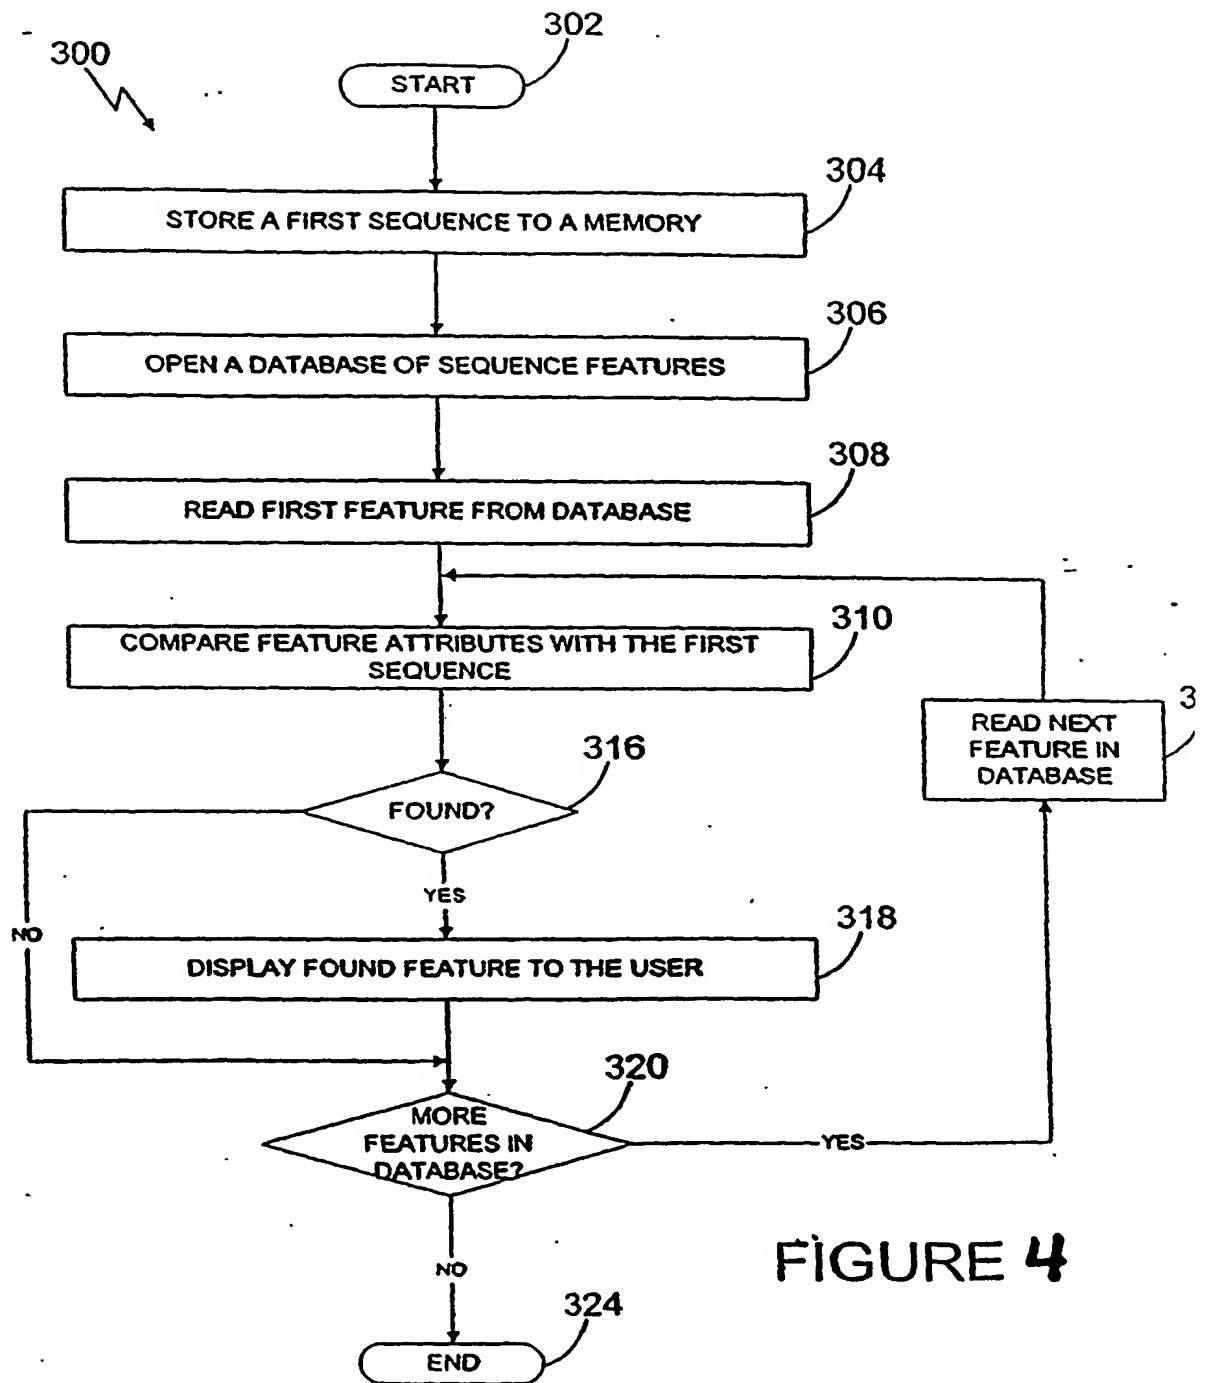 302
300
START
304
STORE A FIRST SEQUENCE TO A MEMORY
306
OPEN A DATABASE OF SEQUENCE FEATURES
308
READ FIRST FEATURE FROM DATABASE
310
COMPARE FEATURE ATTRIBUTES WITH THE FIRST
SEQUENCE
3
READ NEXT
FEATURE IN
DATABASE
316
FOUND?
YES
NO
318
DISPLAY FOUND FEATURE TO THE USER
320
MORE
FEATURES IN
DATABASE?
YES
NO
FIGURE 4
324
END